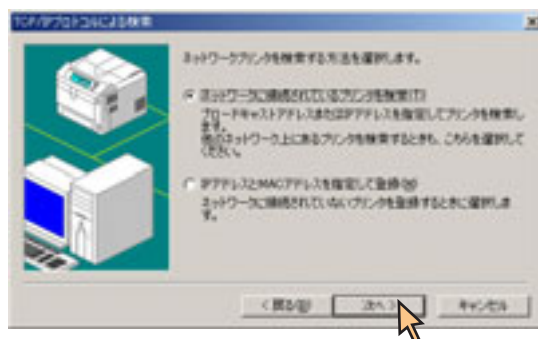 TCP/IPプロトコルによる検索
ネットワークプリンタを検索する方法を選択します。
ネットワークに接続されているプリンタを検索(T)
ブロードキャストアドレスまたはIPアドレスを指定してプリンタを検索し
ます。
他のネットワーク上にあるプリンタを検索するときも、こちらを選択して
ください。
IPアドレスとMACアドレスを指定して登録(M)
ネットワークに接続されていないプリンタを登録するときに選択しま
す。
< 戻る(B)
次へ >
キャンセル